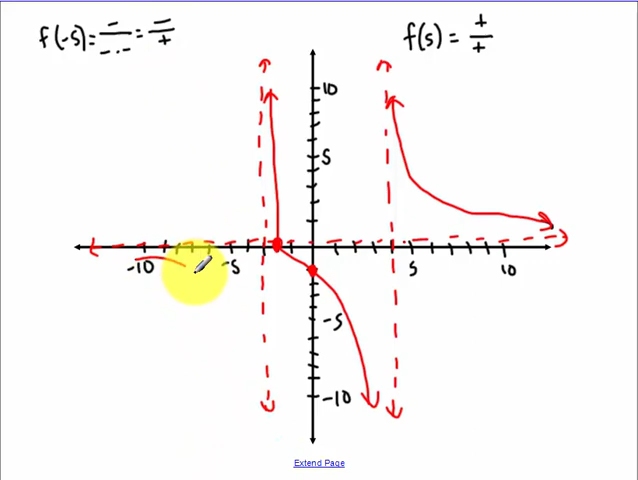 f(-5) = -/-·- = -/+
f(5) = +/+
10
5
-10 -5 5 10
-5
-10
Extend Page